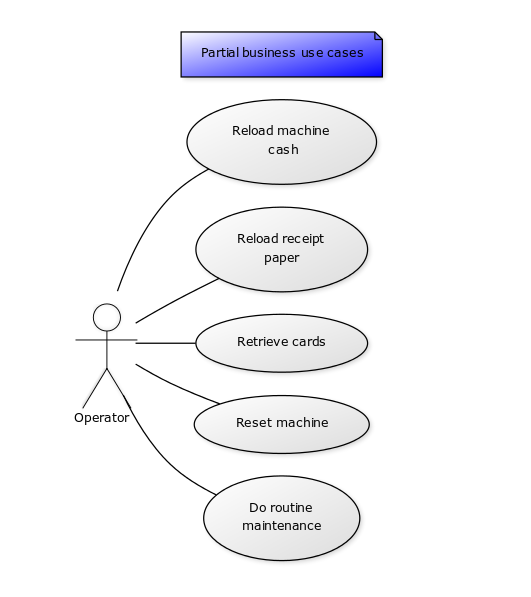 Partial business use cases
Reload machine
cash
Reload receipt
paper
Retrieve cards
Reset machine
Operator
Do routine
maintenance